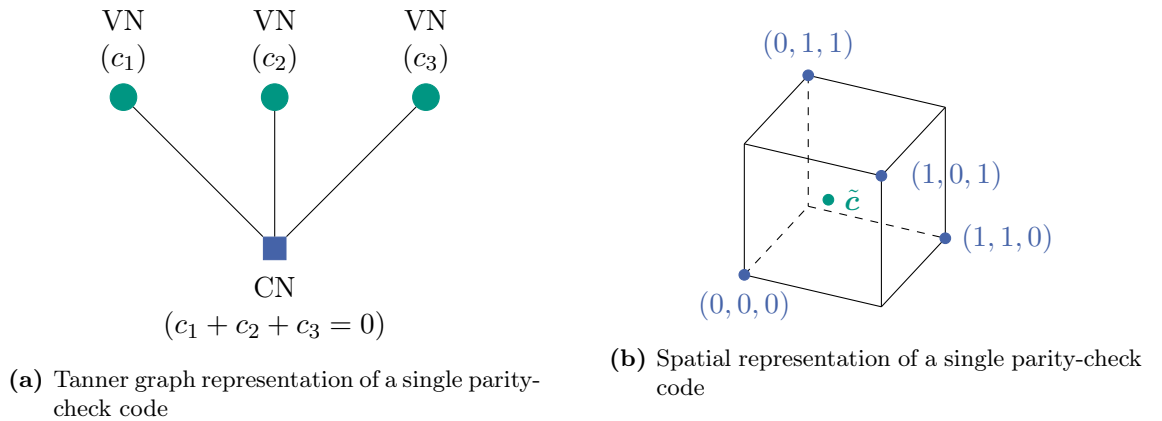 VN VN VN
(c₁) (c₂) (c₃)
CN
(c₁ + c₂ + c₃ = 0)
(a) Tanner graph representation of a single parity-
check code
(0, 1, 1)
(1, 0, 1)
c̃
(1, 1, 0)
(0, 0, 0)
(b) Spatial representation of a single parity-check
code